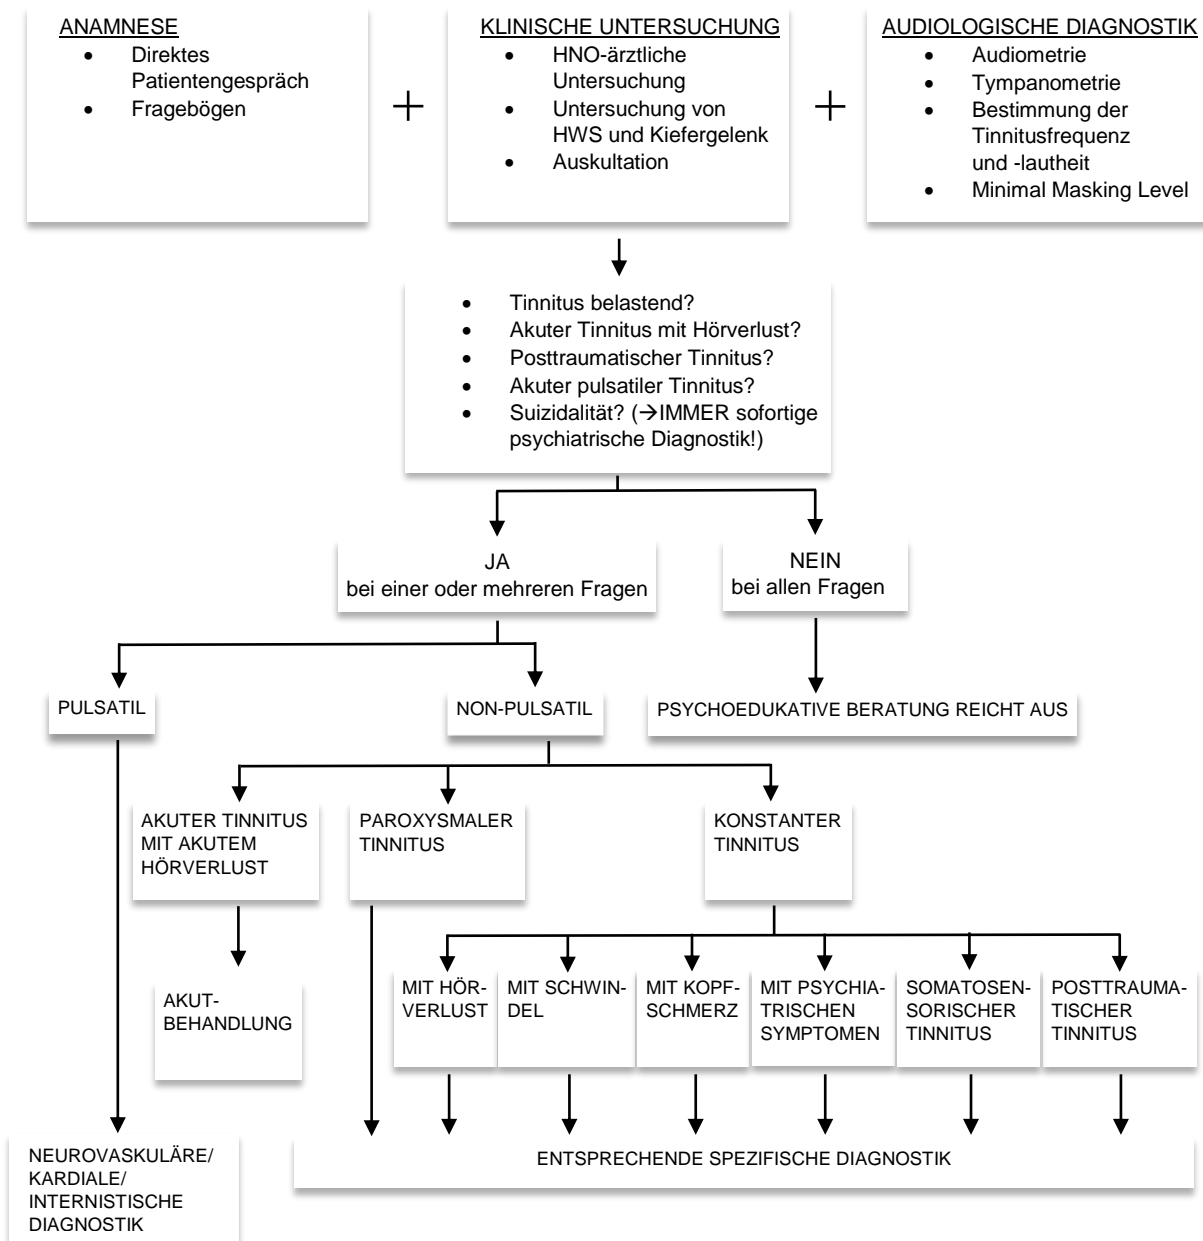 ANAMNESE
• Direktes
Patientengespräch
• Fragebögen
+
KLINISCHE UNTERSUCHUNG
• HNO-ärztliche
Untersuchung
• Untersuchung von
HWS und Kiefergelenk
• Auskultation
+
AUDIOLOGISCHE DIAGNOSTIK
• Audiometrie
• Tympanometrie
• Bestimmung der
Tinnitusfrequenz
und -lautheit
• Minimal Masking Level
• Tinnitus belastend?
• Akuter Tinnitus mit Hörverlust?
• Posttraumatischer Tinnitus?
• Akuter pulsatiler Tinnitus?
• Suizidalität? (→IMMER sofortige
psychiatrische Diagnostik!)
JA
bei einer oder mehreren Fragen
NEIN
bei allen Fragen
PULSATIL
NON-PULSATIL
PSYCHOEDUKATIVE BERATUNG REICHT AUS
AKUTER TINNITUS
MIT AKUTEM
HÖRVERLUST
PAROXYSMALER
TINNITUS
KONSTANTER
TINNITUS
AKUT-
BEHANDLUNG
MIT HÖR-
VERLUST
MIT SCHWIN-
DEL
MIT KOPF-
SCHMERZ
MIT PSYCHIA-
TRISCHEN
SYMPTOMEN
SOMATOSEN-
SORISCHER
TINNITUS
POSTTRAUMA-
TISCHER
TINNITUS
NEUROVASKULÄRE/
KARDIALE/
INTERNISTISCHE
DIAGNOSTIK
ENTSPRECHENDE SPEZIFISCHE DIAGNOSTIK